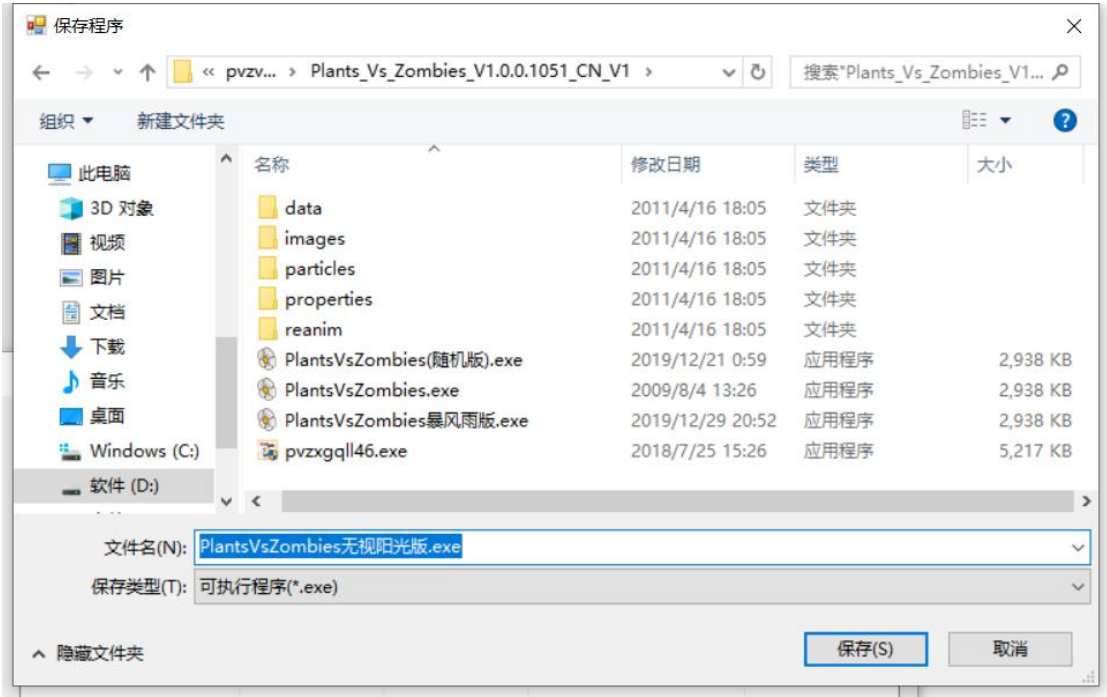 保存程序
« pvzv... › Plants_Vs_Zombies_V1.0.0.1051_CN_V1 ›
搜索"Plants_Vs_Zombies_V1...
组织 新建文件夹
此电脑
3D 对象
视频
图片
文档
下载
音乐
桌面
Windows (C:)
软件 (D:)
名称 修改日期 类型 大小
data 2011/4/16 18:05 文件夹
images 2011/4/16 18:05 文件夹
particles 2011/4/16 18:05 文件夹
properties 2011/4/16 18:05 文件夹
reanim 2011/4/16 18:05 文件夹
PlantsVsZombies(随机版).exe 2019/12/21 0:59 应用程序 2,938 KB
PlantsVsZombies.exe 2009/8/4 13:26 应用程序 2,938 KB
PlantsVsZombies暴风雨版.exe 2019/12/29 20:52 应用程序 2,938 KB
pvzxgqll46.exe 2018/7/25 15:26 应用程序 5,217 KB
文件名(N): PlantsVsZombies无视阳光版.exe
保存类型(T): 可执行程序(*.exe)
隐藏文件夹
保存(S) 取消